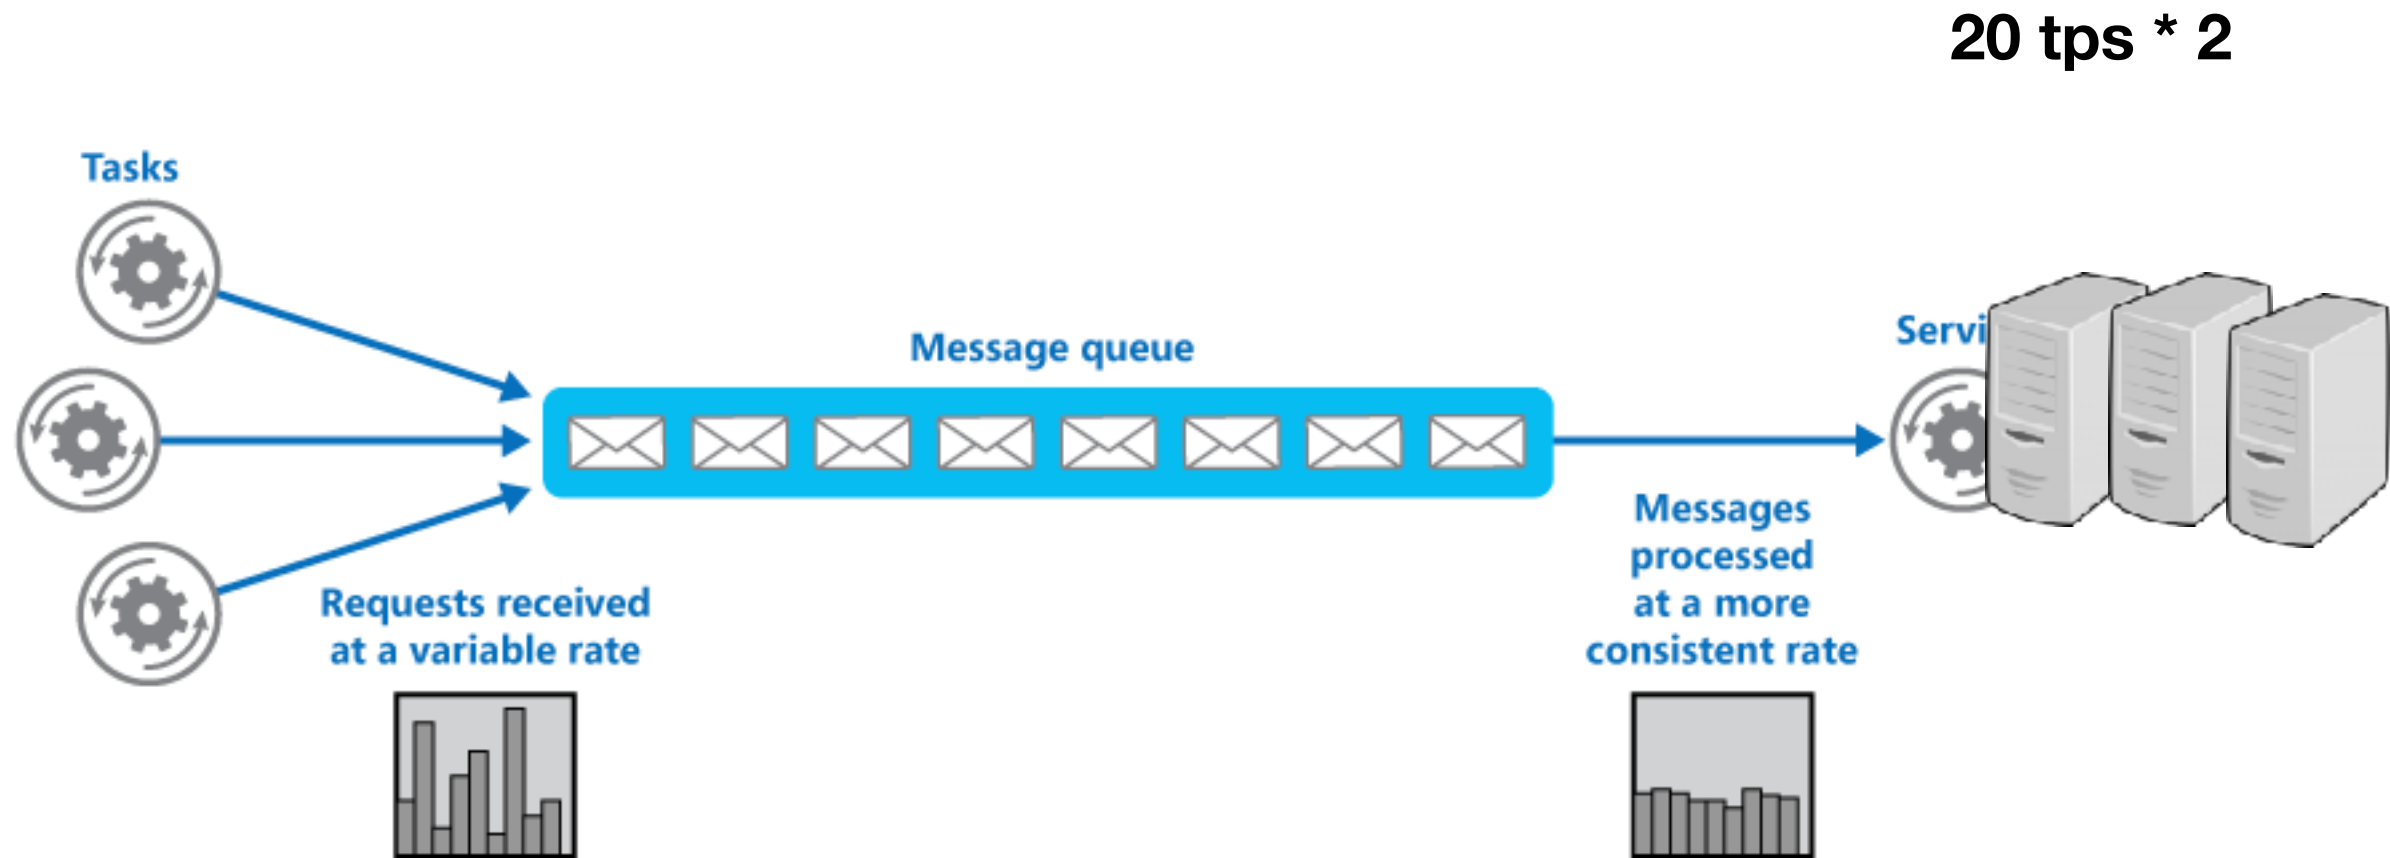 20 tps * 2
Tasks
Message queue
Servi
Requests received
at a variable rate
Messages
processed
at a more
consistent rate